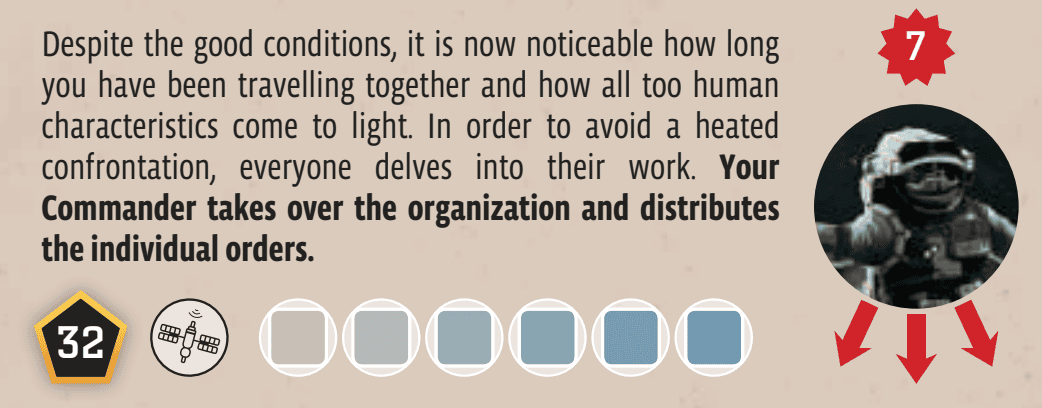 Despite the good conditions, it is now noticeable how long
you have been travelling together and how all too human
characteristics come to light. In order to avoid a heated
confrontation, everyone delves into their work. Your
Commander takes over the organization and distributes
the individual orders.
7
32